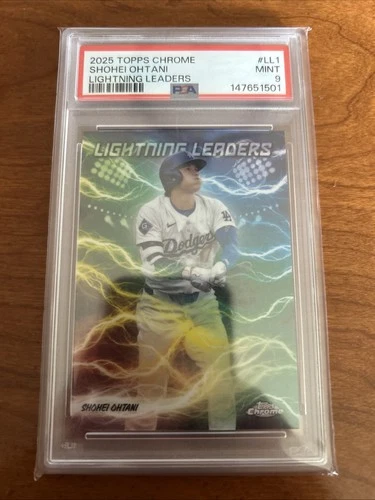 2025 TOPPS CHROME #LL1
SHOHEI OHTANI MINT
LIGHTNING LEADERS 9
PSA 147651501
LIGHTNING LEADERS
Dodgers
LA
SHOHEI OHTANI
Topps
Chrome